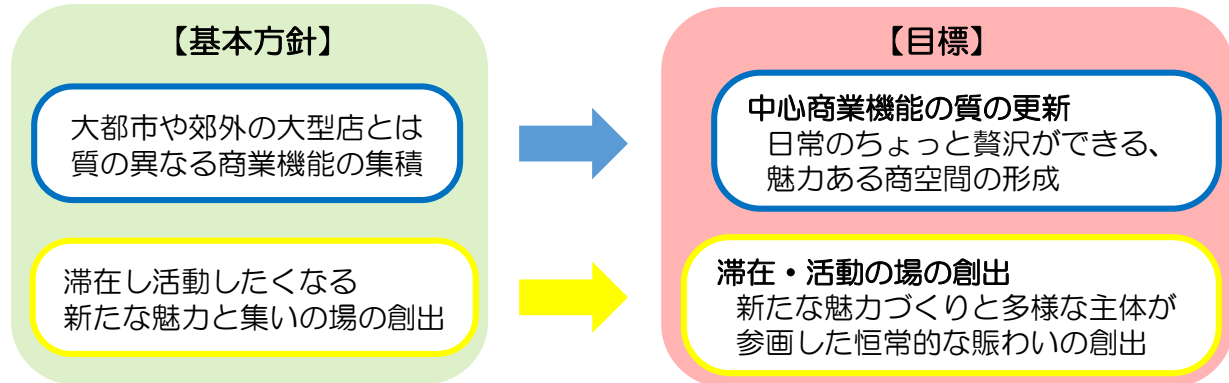 【基本方針】
大都市や郊外の大型店とは
質の異なる商業機能の集積
滞在し活動したくなる
新たな魅力と集いの場の創出
【目標】
中心商業機能の質の更新
日常のちょっと贅沢ができる、
魅力ある商空間の形成
滞在・活動の場の創出
新たな魅力づくりと多様な主体が
参画した恒常的な賑わいの創出